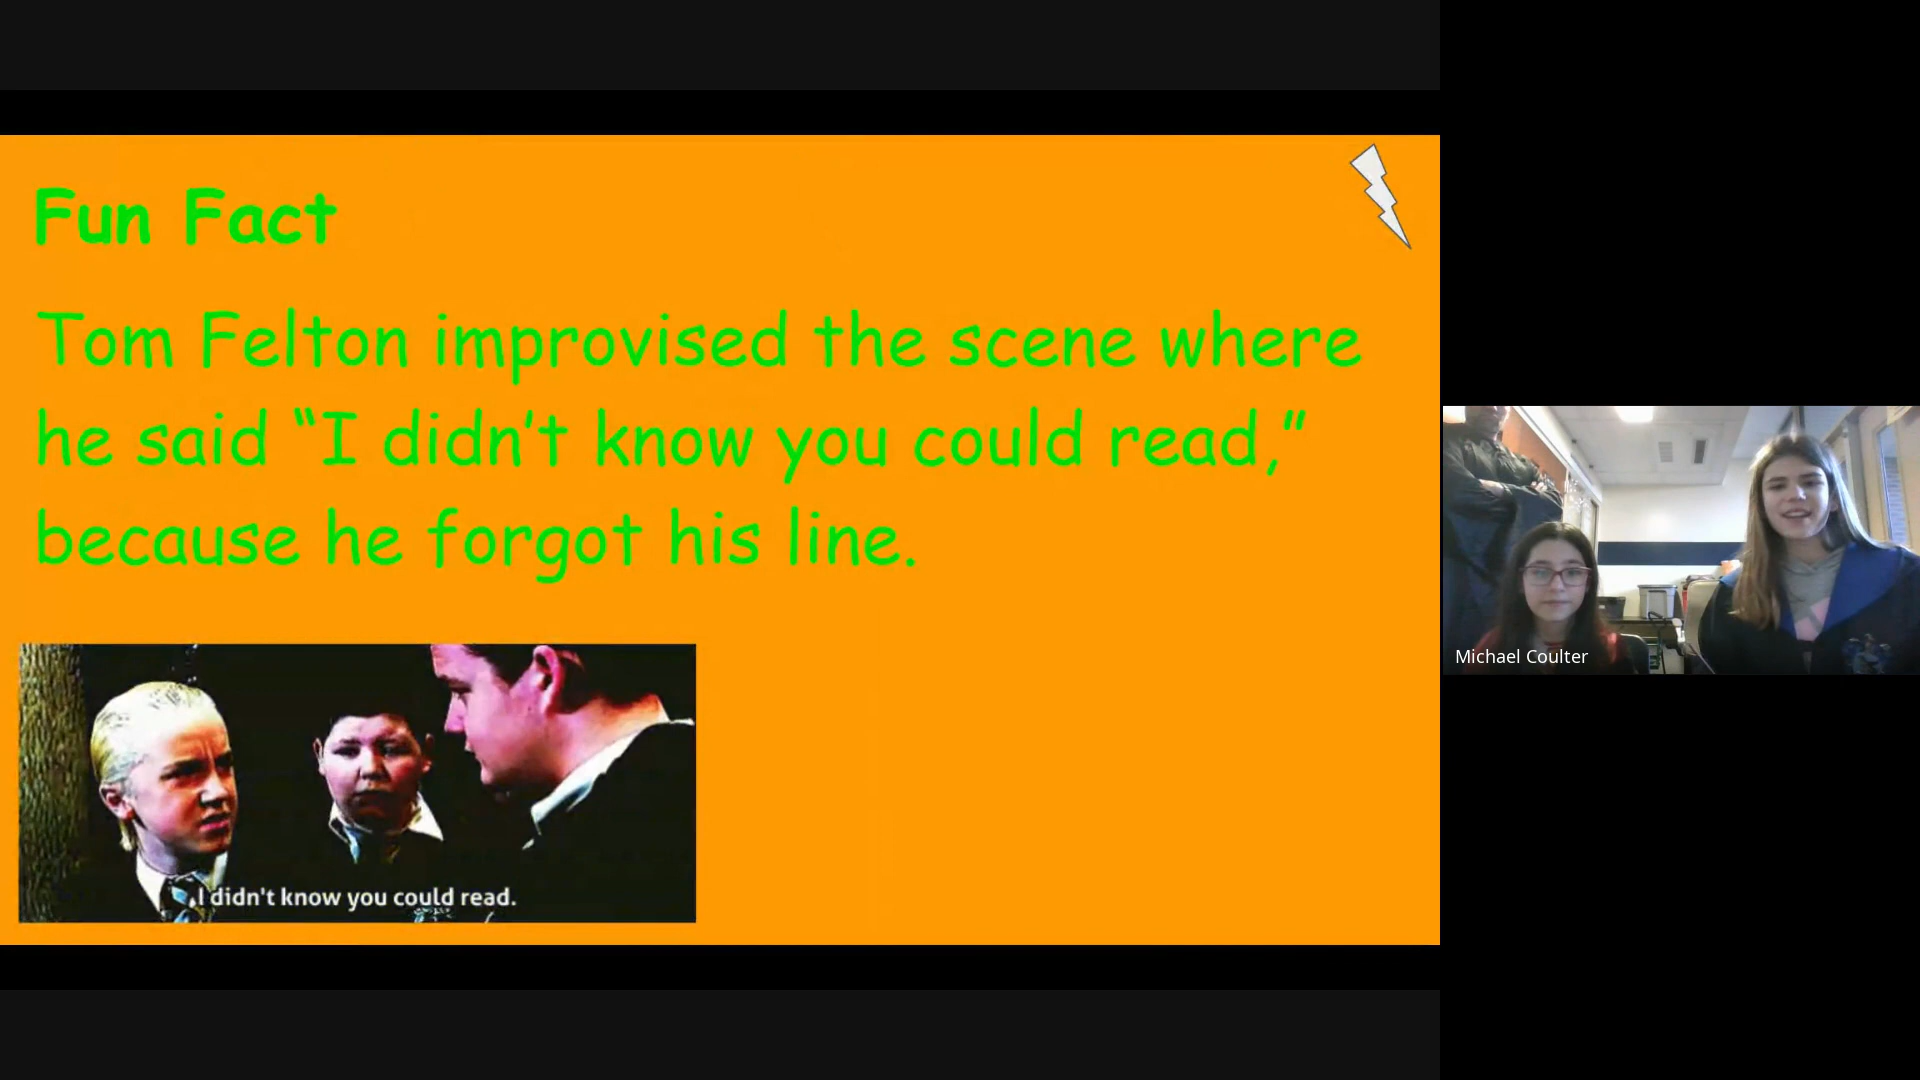 Fun Fact
Tom Felton improvised the scene where
he said “I didn’t know you could read,”
because he forgot his line.
I didn't know you could read.
Michael Coulter